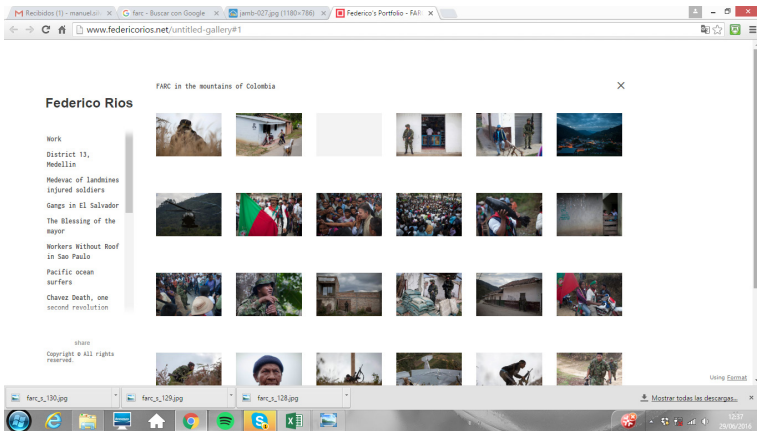 Recibidos (1) - manuela
farc - Buscar con Google
jamb-027.jpg (1180×786)
Federico's Portfolio - FAR
www.federicorios.net/untitled-gallery#1
FARC in the mountains of Colombia
Federico Rios
Work
District 13,
Medellin
Medevac of landmines
injured soldiers
Gangs in El Salvador
The Blessing of the
mayor
Workers Without Roof
in Sao Paulo
Pacific ocean
surfers
Chavez Death, one
second revolution
share
Copyright © All rights
reserved.
Using Format
farc_s_130.jpg
farc_s_129.jpg
farc_s_128.jpg
Mostrar todas las descargas...
12:37
29/06/2016